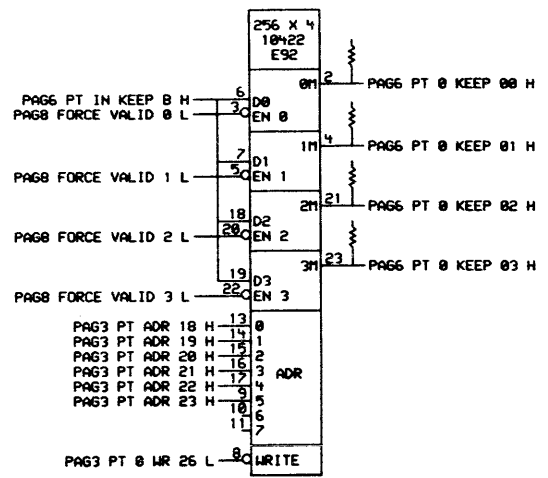 256 X 4
10422
E92
6
PAG6 PT IN KEEP B H
D0
0M
2
PAG6 PT 0 KEEP 00 H
PAG8 FORCE VALID 0 L
3
EN 0
7
D1
1M
4
PAG6 PT 0 KEEP 01 H
PAG8 FORCE VALID 1 L
5
EN 1
18
D2
2M
21
PAG6 PT 0 KEEP 02 H
PAG8 FORCE VALID 2 L
20
EN 2
19
D3
3M
23
PAG6 PT 0 KEEP 03 H
PAG8 FORCE VALID 3 L
22
EN 3
PAG3 PT ADR 18 H
13
0
PAG3 PT ADR 19 H
14
1
PAG3 PT ADR 20 H
15
2
PAG3 PT ADR 21 H
16
3
ADR
PAG3 PT ADR 22 H
17
4
PAG3 PT ADR 23 H
9
5
10
6
11
7
PAG3 PT 0 WR 26 L
8
WRITE